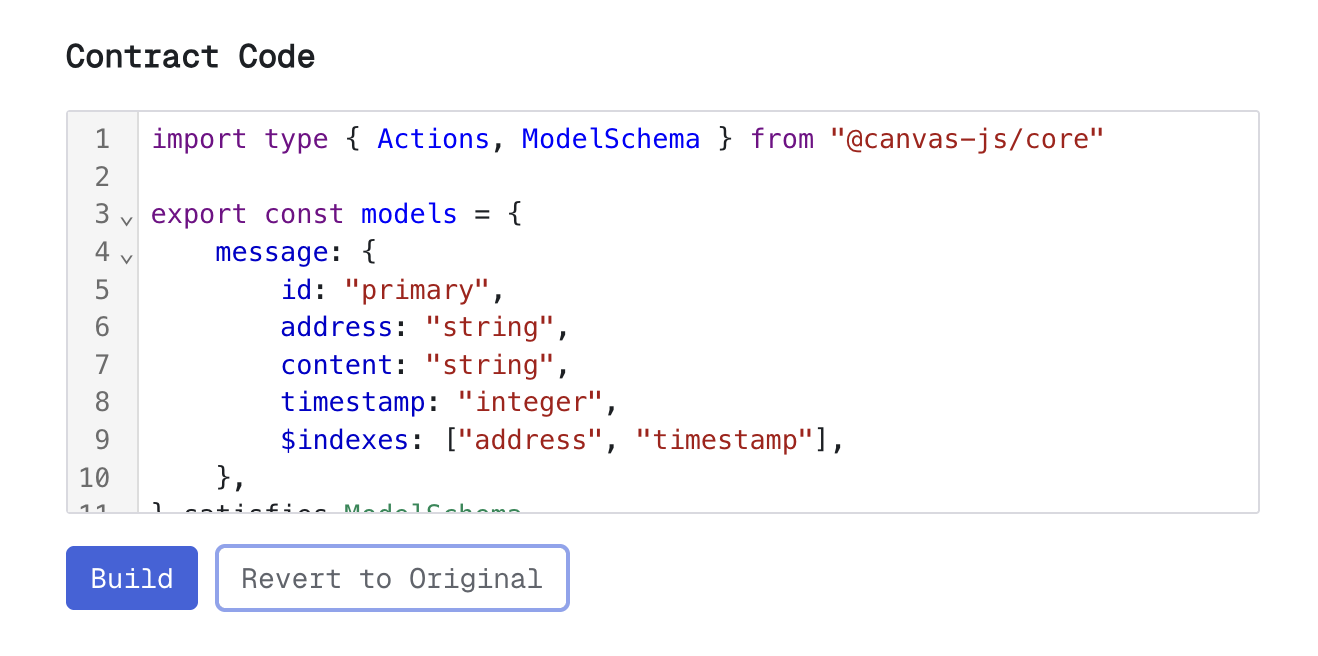 Contract Code
1 import type { Actions, ModelSchema } from "@canvas-js/core"
2
3 export const models = {
4 message: {
5 id: "primary",
6 address: "string",
7 content: "string",
8 timestamp: "integer",
9 $indexes: ["address", "timestamp"],
10 },
11 } satisfies ModelSchema
Build
Revert to Original